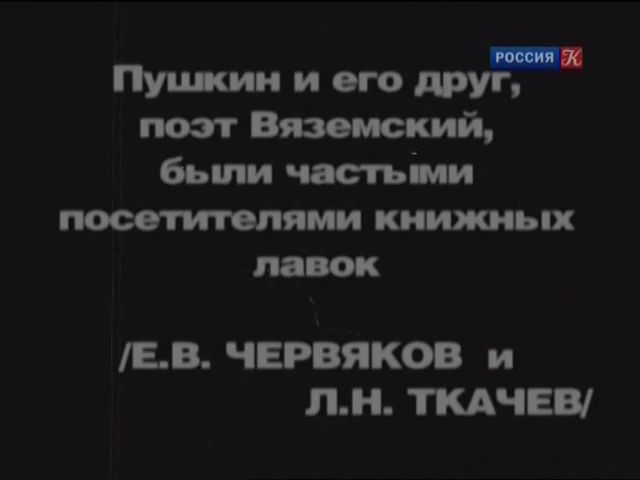 РОССИЯ К
Пушкин и его друг,
поэт Вяземский,
были частыми
посетителями книжных
лавок
/Е.В. ЧЕРВЯКОВ и
Л.Н. ТКАЧЕВ/